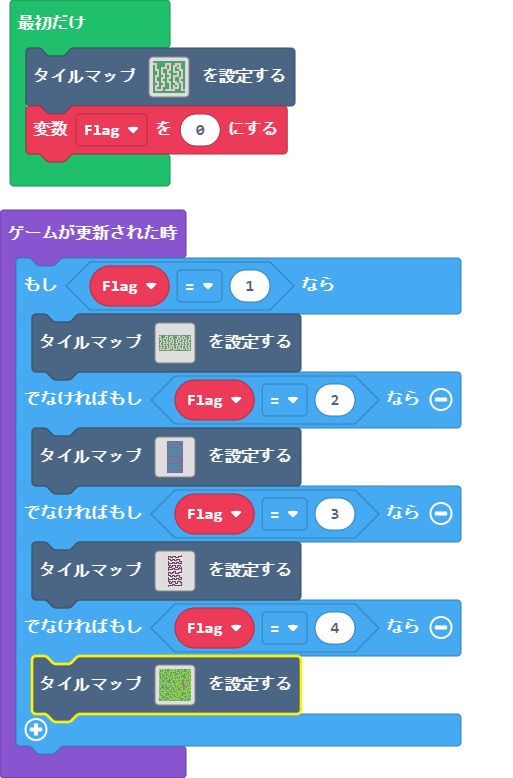 最初だけ
タイルマップ を設定する
変数 Flag を 0 にする
ゲームが更新された時
もし Flag = 1 なら
タイルマップ を設定する
でなければもし Flag = 2 なら
タイルマップ を設定する
でなければもし Flag = 3 なら
タイルマップ を設定する
でなければもし Flag = 4 なら
タイルマップ を設定する